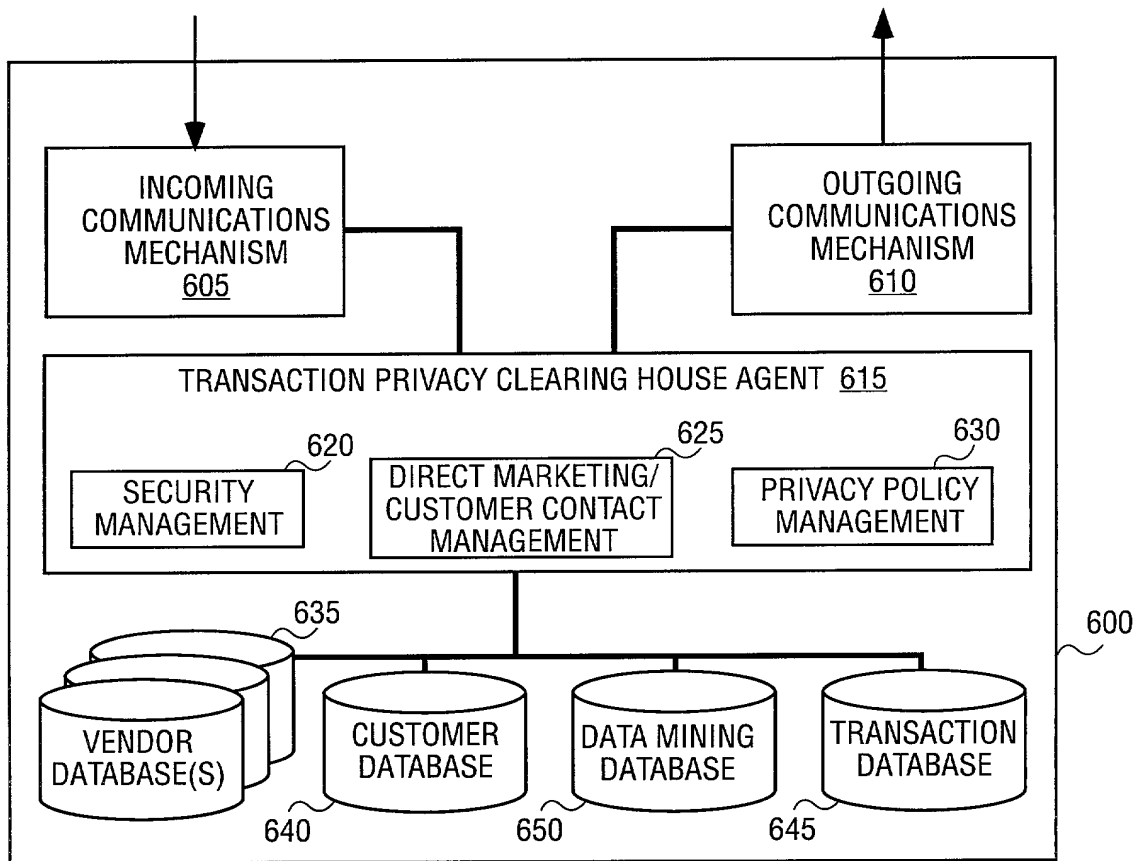 INCOMING
COMMUNICATIONS
MECHANISM
605
OUTGOING
COMMUNICATIONS
MECHANISM
610
TRANSACTION PRIVACY CLEARING HOUSE AGENT 615
620
SECURITY
MANAGEMENT
625
DIRECT MARKETING/
CUSTOMER CONTACT
MANAGEMENT
630
PRIVACY POLICY
MANAGEMENT
600
635
VENDOR
DATABASE(S)
CUSTOMER
DATABASE
640
DATA MINING
DATABASE
650
TRANSACTION
DATABASE
645